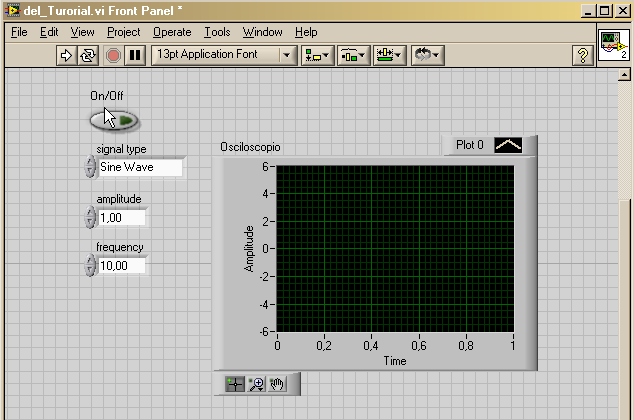 del_Turorial.vi Front Panel *
File Edit View Project Operate Tools Window Help
13pt Application Font
2
On/Off
signal type
Sine Wave
amplitude
1,00
frequency
10,00
Osciloscopio
Plot 0
Amplitude
6
4
2
0
-2
-4
-6
0 0,2 0,4 0,6 0,8 1
Time